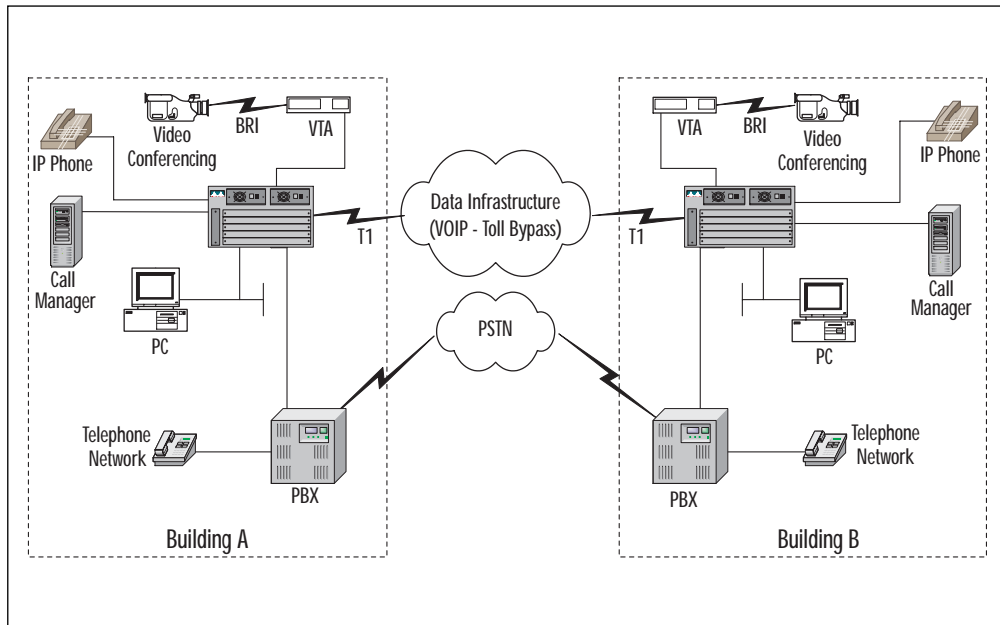 VTA
BRI
Video
Conferencing
IP Phone
T1
Call
Manager
PC
Telephone
Network
PBX
Building A
Data Infrastructure
(VOIP - Toll Bypass)
PSTN
VTA
BRI
Video
Conferencing
IP Phone
T1
Call
Manager
PC
Telephone
Network
PBX
Building B